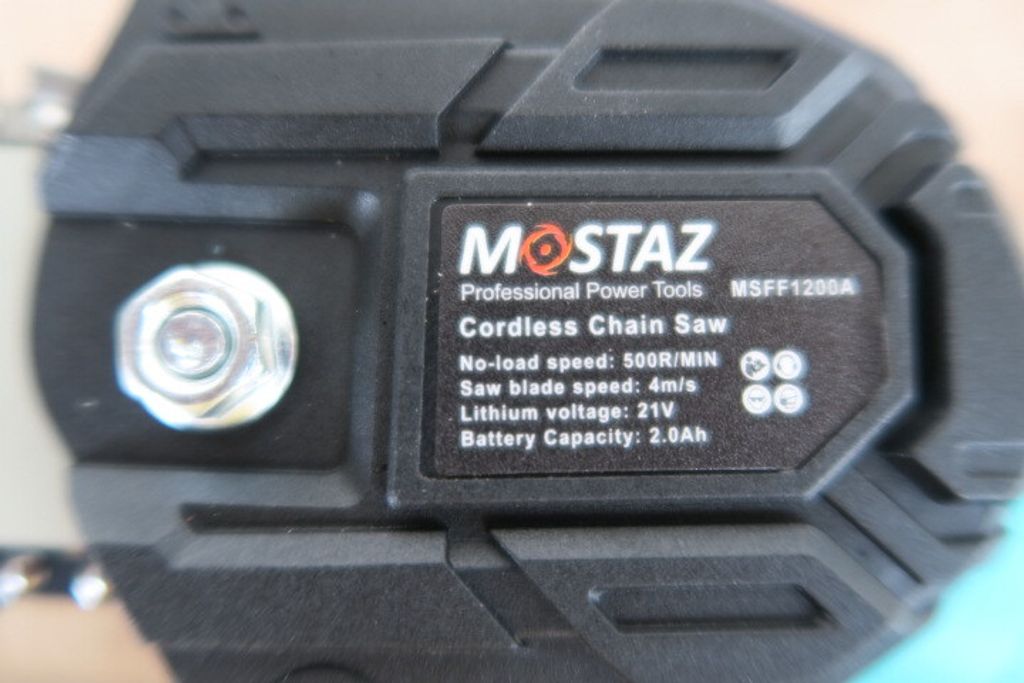 MOSTAZ
Professional Power Tools MSFF1200A
Cordless Chain Saw
No-load speed: 500R/MIN
Saw blade speed: 4m/s
Lithium voltage: 21V
Battery Capacity: 2.0Ah